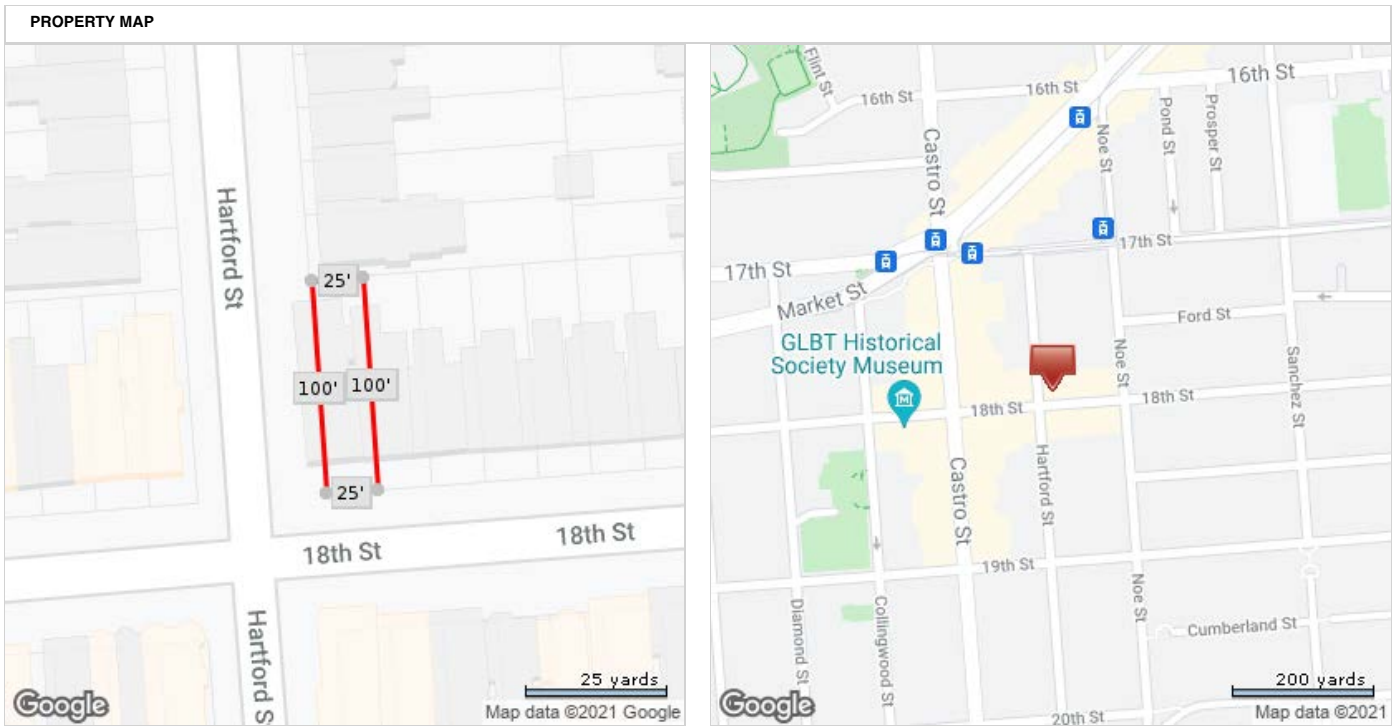 PROPERTY MAP
Hartford St
25'
100'
100'
25'
18th St
18th St
Hartford S
Google
25 yards
Map data ©2021 Google
Flint St
16th St
16th St
16th St
Castro St
Noe St
Pond St
Prosper St
17th St
17th St
Market St
Ford St
GLBT Historical
Society Museum
M
Noe St
Sanchez St
18th St
18th St
Castro St
Hartford St
19th St
Diamond St
Collingwood St
Noe St
Cumberland St
20th St
Google
200 yards
Map data ©2021